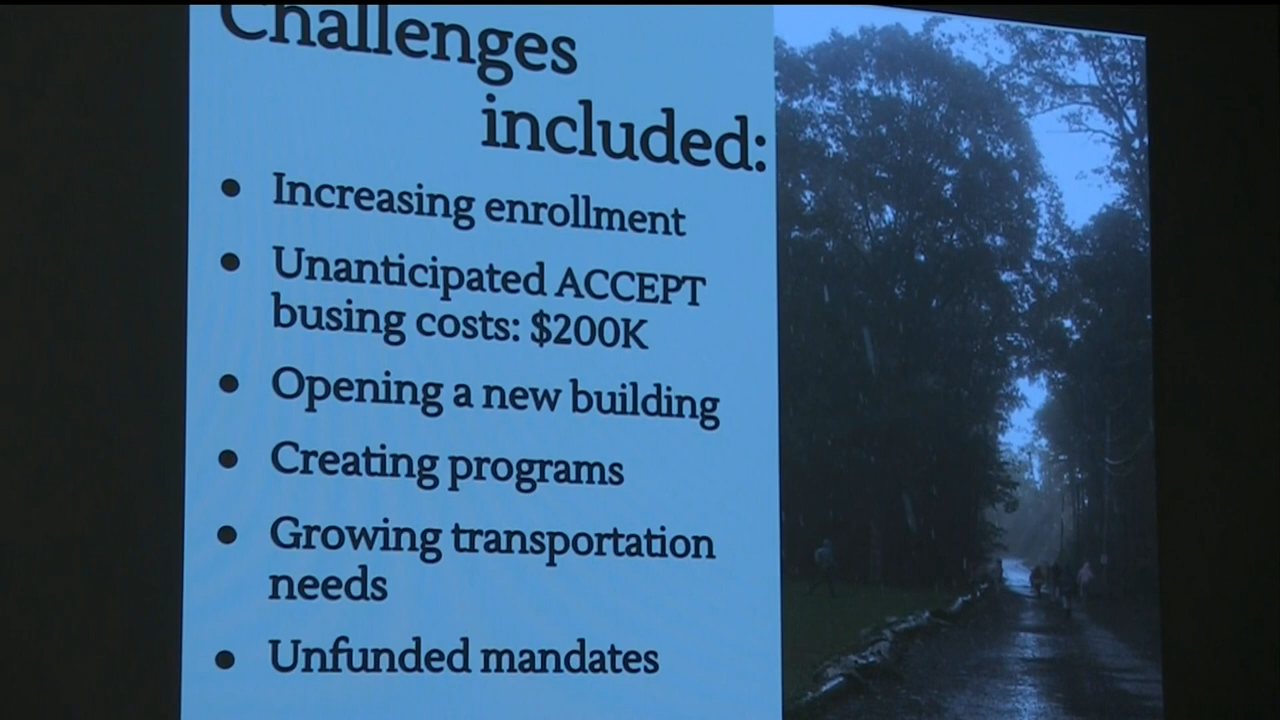 Challenges
included:
● Increasing enrollment
● Unanticipated ACCEPT
busing costs: $200K
● Opening a new building
● Creating programs
● Growing transportation
needs
● Unfunded mandates